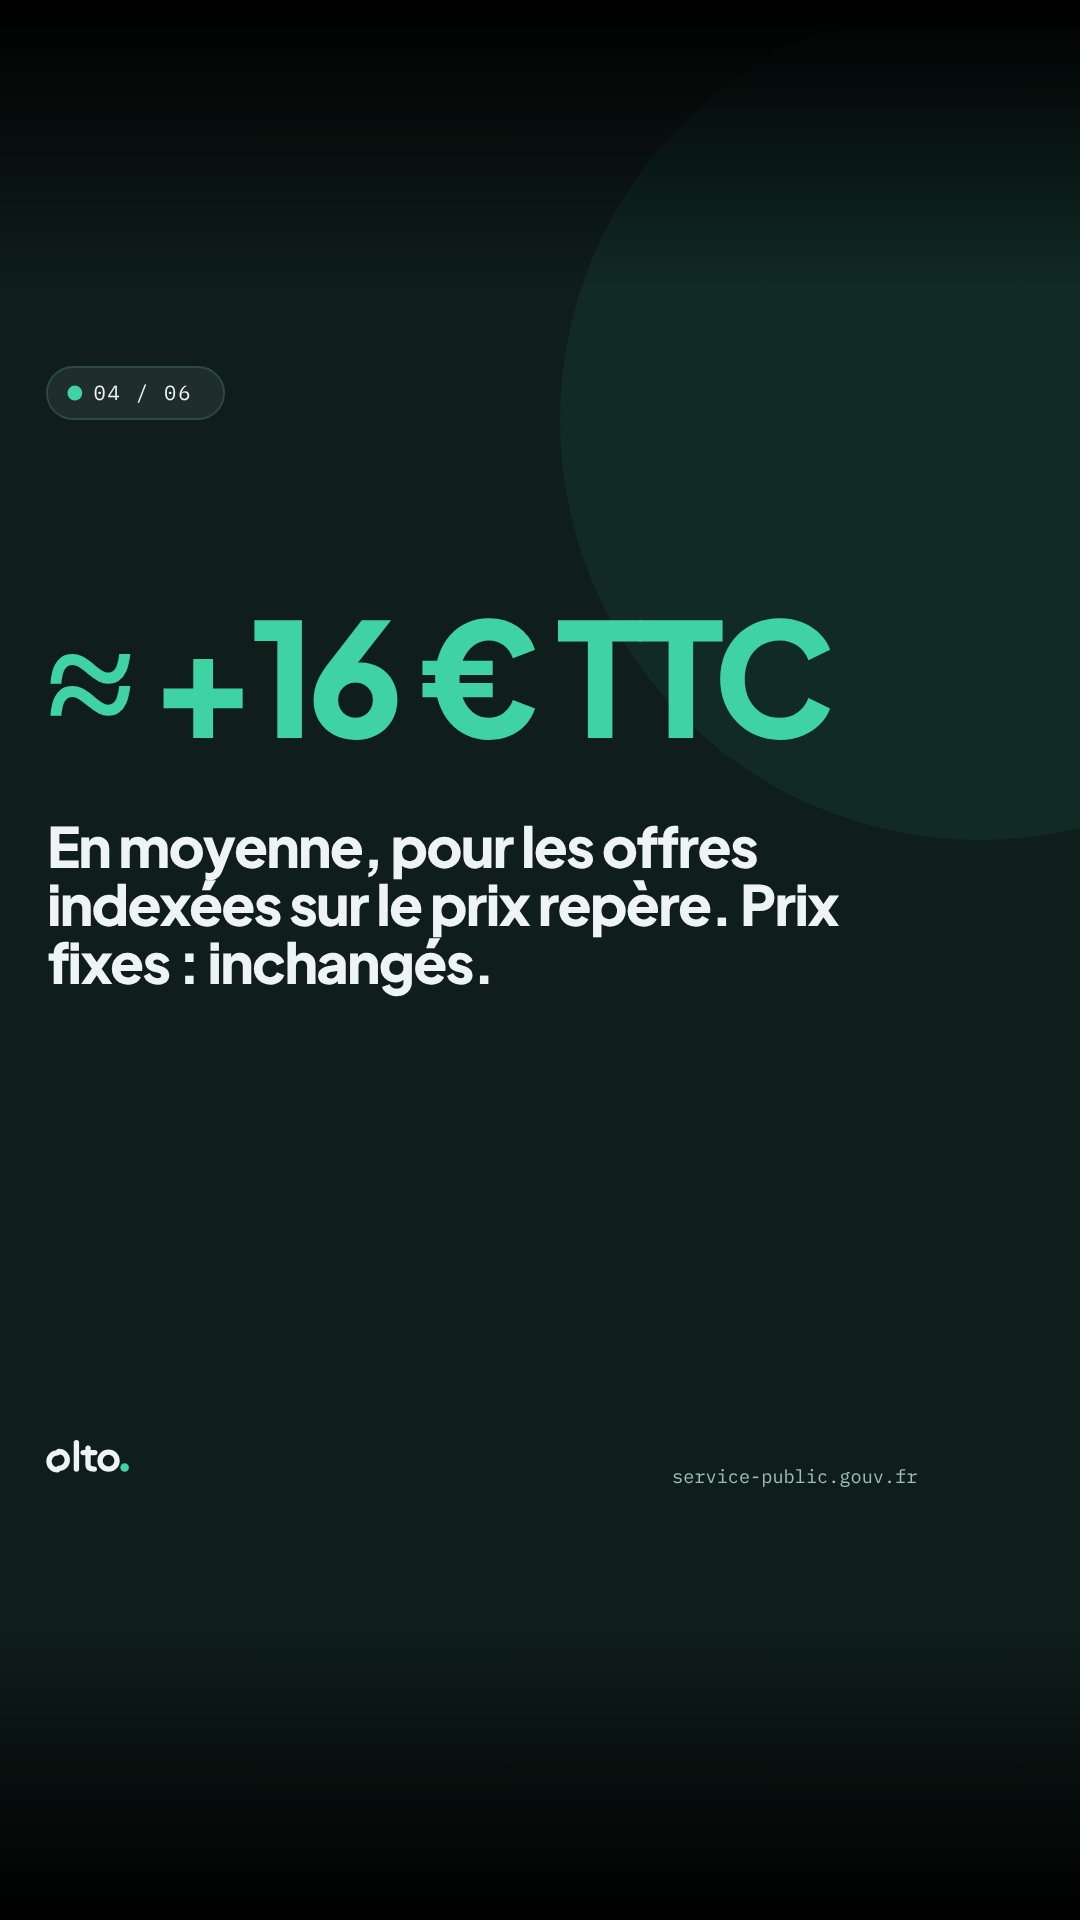 04 / 06
≈ +16 € TTC
En moyenne, pour les offres
indexées sur le prix repère. Prix
fixes : inchangés.
olto.
service-public.gouv.fr